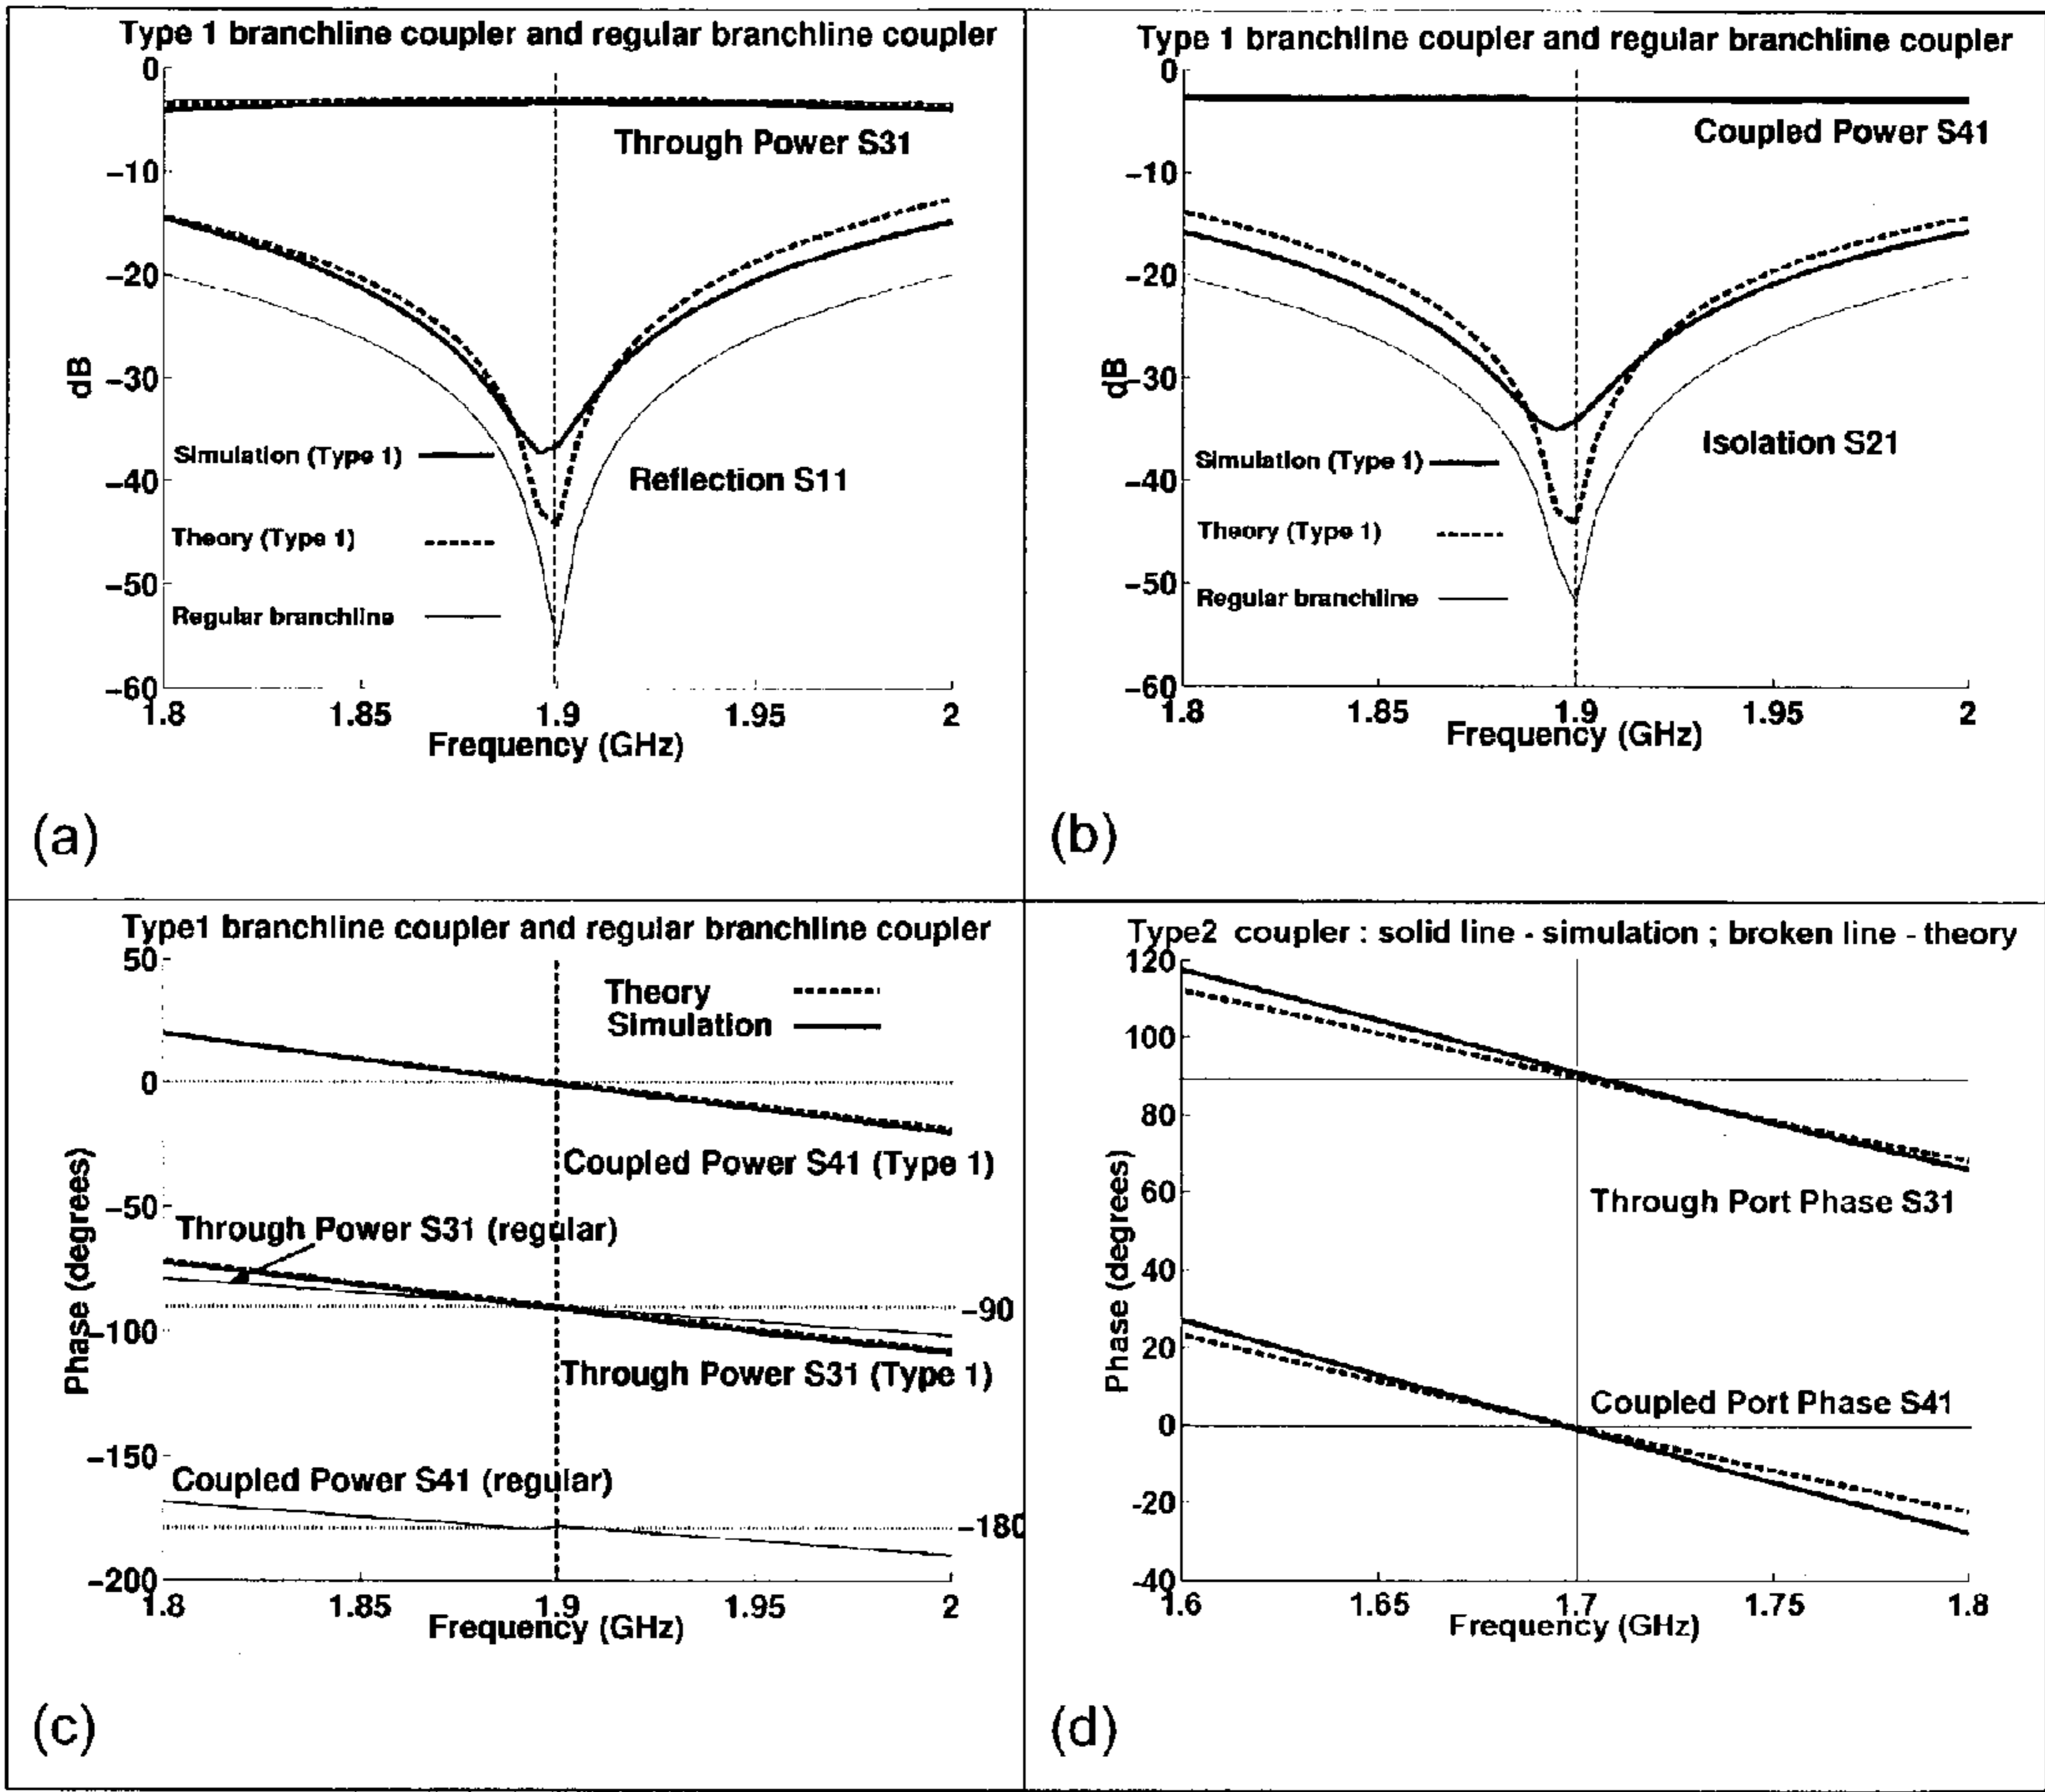 Type 1 branchline coupler and regular branchline coupler
0
Through Power S31
−10
−20
dB
−30
Simulation (Type 1)
Reflection S11
−40
Theory (Type 1)
−50
Regular branchline
−60
1.8
1.85
1.9
1.95
2
Frequency (GHz)
(a)
Type 1 branchline coupler and regular branchline coupler
0
Coupled Power S41
−10
−20
dB
−30
Isolation S21
Simulation (Type 1)
−40
Theory (Type 1)
−50
Regular branchline
−60
1.8
1.85
1.9
1.95
2
Frequency (GHz)
(b)
Type1 branchline coupler and regular branchline coupler
50
Theory
Simulation
0
Coupled Power S41 (Type 1)
Phase (degrees)
−50
Through Power S31 (regular)
−90
−100
Through Power S31 (Type 1)
−150
Coupled Power S41 (regular)
−180
−200
1.8
1.85
1.9
1.95
2
Frequency (GHz)
(c)
Type2 coupler : solid line - simulation ; broken line - theory
120
100
80
Phase (degrees)
60
Through Port Phase S31
40
20
Coupled Port Phase S41
0
-20
-40
1.6
1.65
1.7
1.75
1.8
Frequency (GHz)
(d)